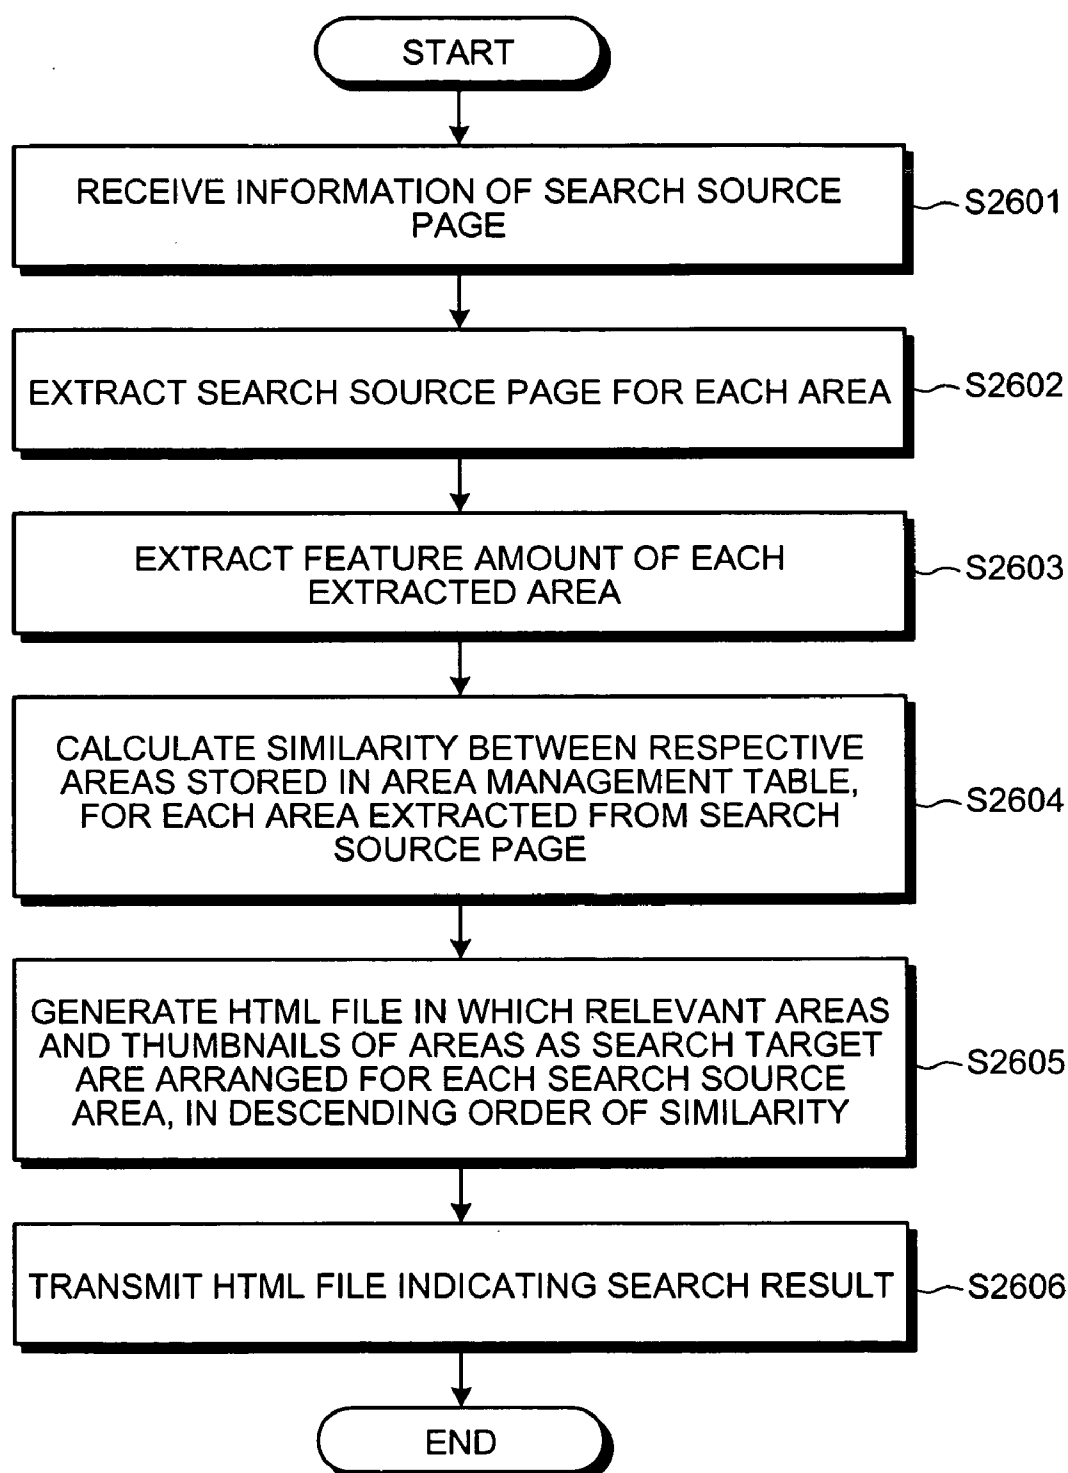 START
RECEIVE INFORMATION OF SEARCH SOURCE
PAGE
S2601
EXTRACT SEARCH SOURCE PAGE FOR EACH AREA
S2602
EXTRACT FEATURE AMOUNT OF EACH
EXTRACTED AREA
S2603
CALCULATE SIMILARITY BETWEEN RESPECTIVE
AREAS STORED IN AREA MANAGEMENT TABLE,
FOR EACH AREA EXTRACTED FROM SEARCH
SOURCE PAGE
S2604
GENERATE HTML FILE IN WHICH RELEVANT AREAS
AND THUMBNAILS OF AREAS AS SEARCH TARGET
ARE ARRANGED FOR EACH SEARCH SOURCE
AREA, IN DESCENDING ORDER OF SIMILARITY
S2605
TRANSMIT HTML FILE INDICATING SEARCH RESULT
S2606
END